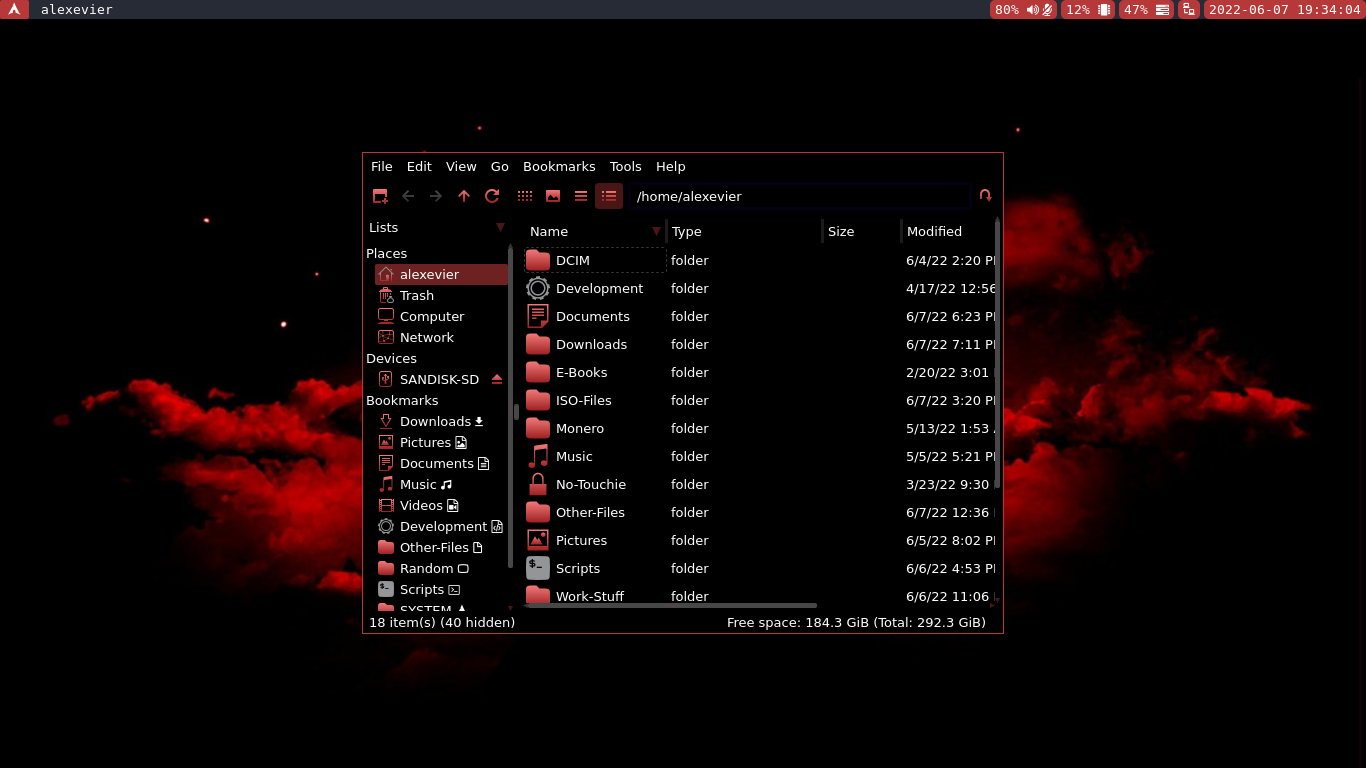 alexevier 80% 12% 47% 2022-06-07 19:34:04
File Edit View Go Bookmarks Tools Help
/home/alexevier
Lists
Places
alexevier
Trash
Computer
Network
Devices
SANDISK-SD
Bookmarks
Downloads
Pictures
Documents
Music
Videos
Development
Other-Files
Random
Scripts
$-
SYSTEM
Name Type Size Modified
DCIM folder 6/4/22 2:20 P
Development folder 4/17/22 12:56
Documents folder 6/7/22 6:23 P
Downloads folder 6/7/22 7:11 P
E-Books folder 2/20/22 3:01
ISO-Files folder 6/7/22 3:20 P
Monero folder 5/13/22 1:53
Music folder 5/5/22 5:21 P
No-Touchie folder 3/23/22 9:30
Other-Files folder 6/7/22 12:36
Pictures folder 6/5/22 8:02 P
$- Scripts folder 6/6/22 4:53 P
Work-Stuff folder 6/6/22 11:06
18 item(s) (40 hidden) Free space: 184.3 GiB (Total: 292.3 GiB)